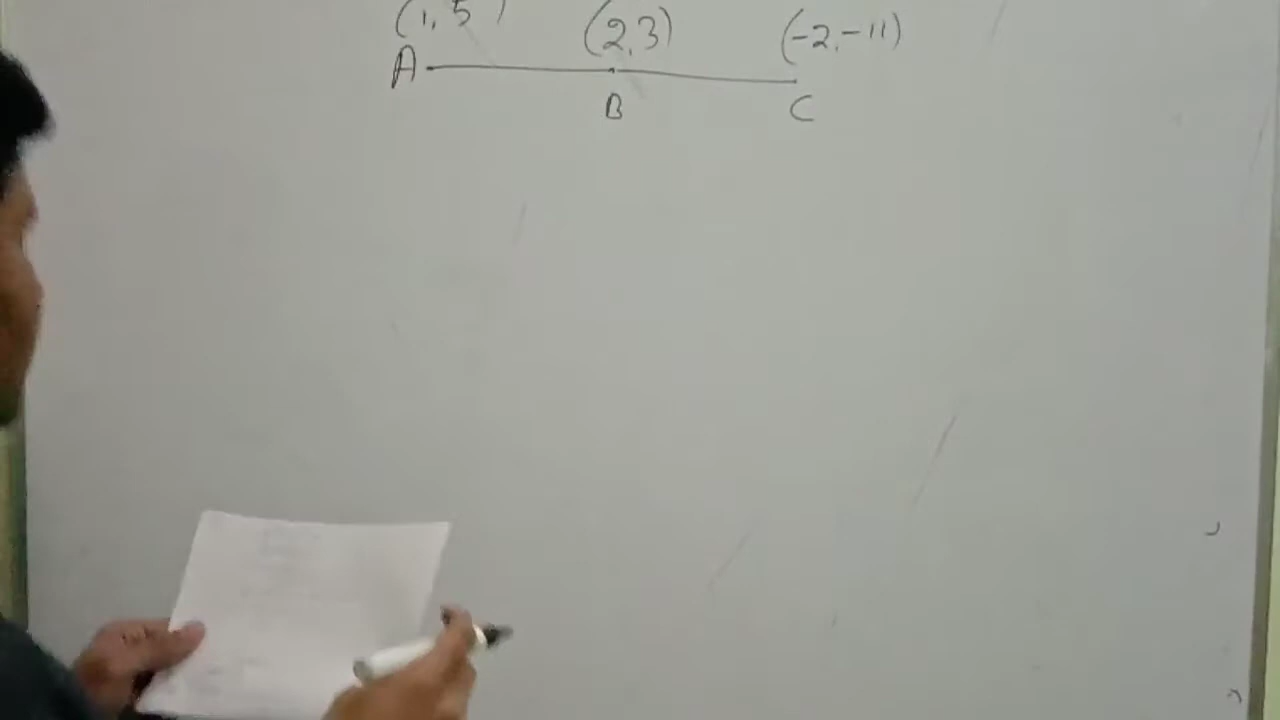 (1, 5) (2,3) (-2,-11)
A B C